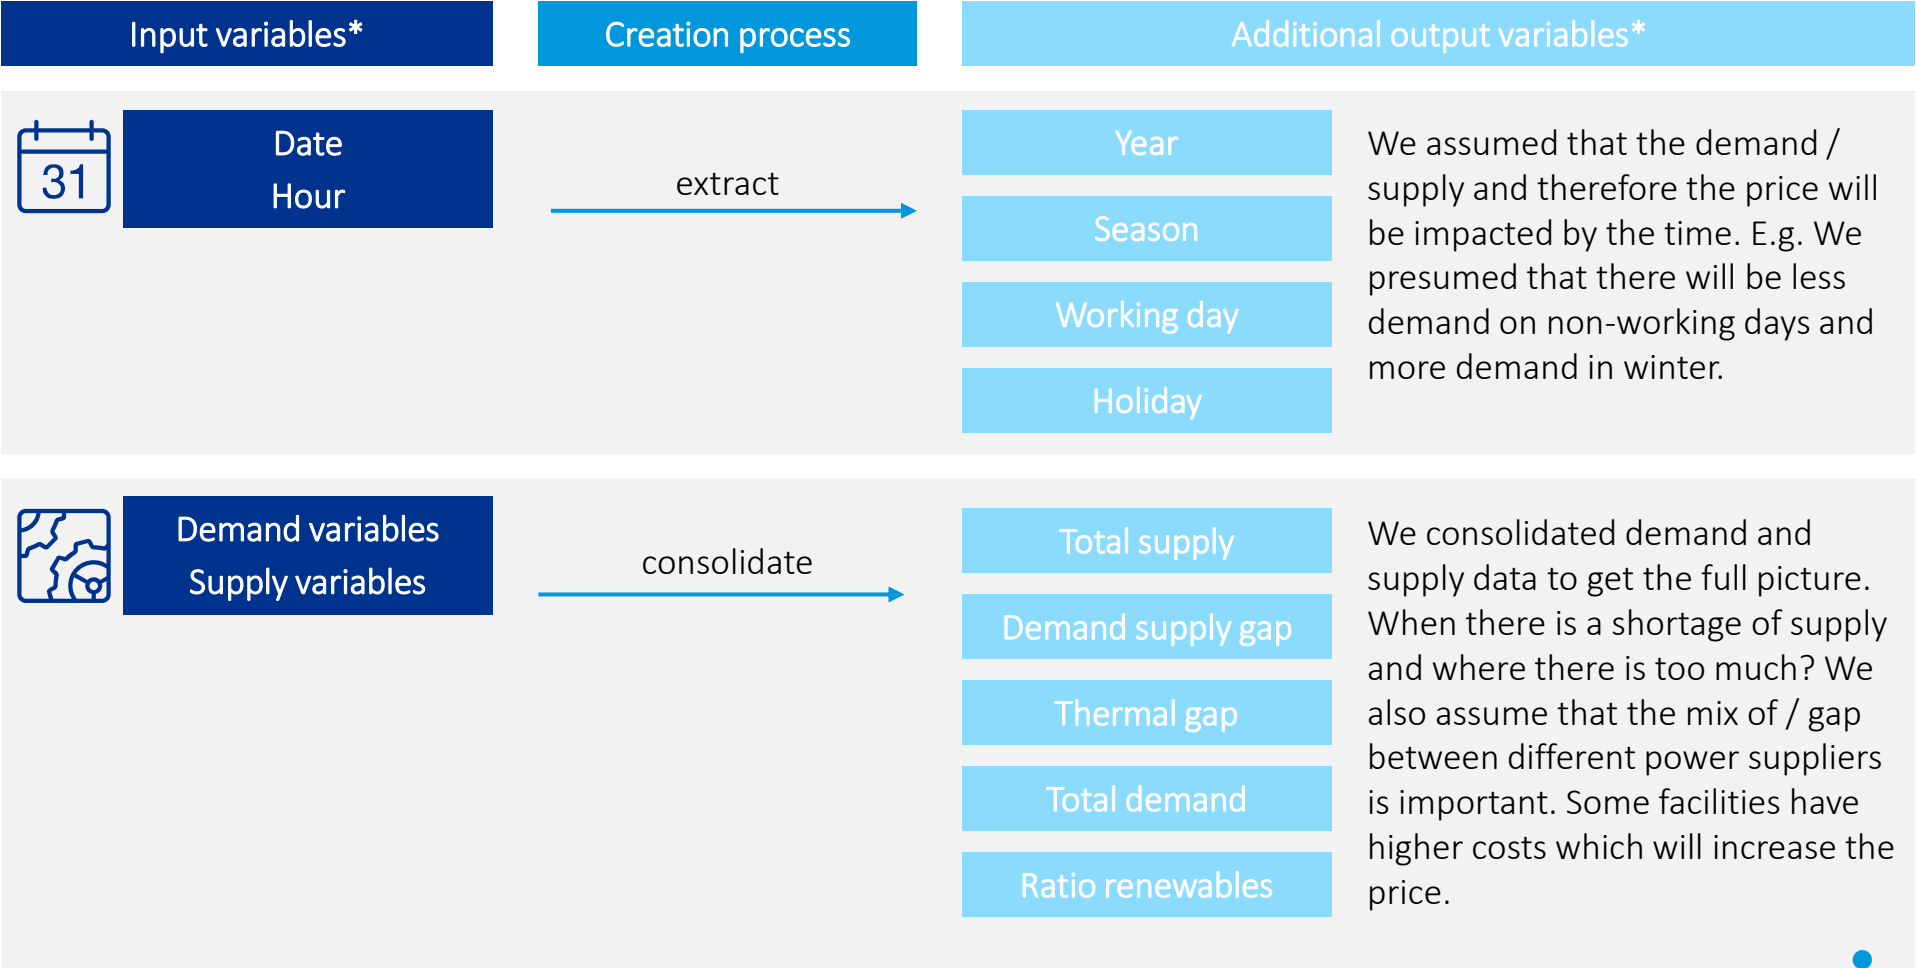 Input variables*
Creation process
Additional output variables*
31
Date
Hour
extract
Year
Season
Working day
Holiday
We assumed that the demand /
supply and therefore the price will
be impacted by the time. E.g. We
presumed that there will be less
demand on non-working days and
more demand in winter.
Demand variables
Supply variables
consolidate
Total supply
Demand supply gap
Thermal gap
Total demand
Ratio renewables
We consolidated demand and
supply data to get the full picture.
When there is a shortage of supply
and where there is too much? We
also assume that the mix of / gap
between different power suppliers
is important. Some facilities have
higher costs which will increase the
price.